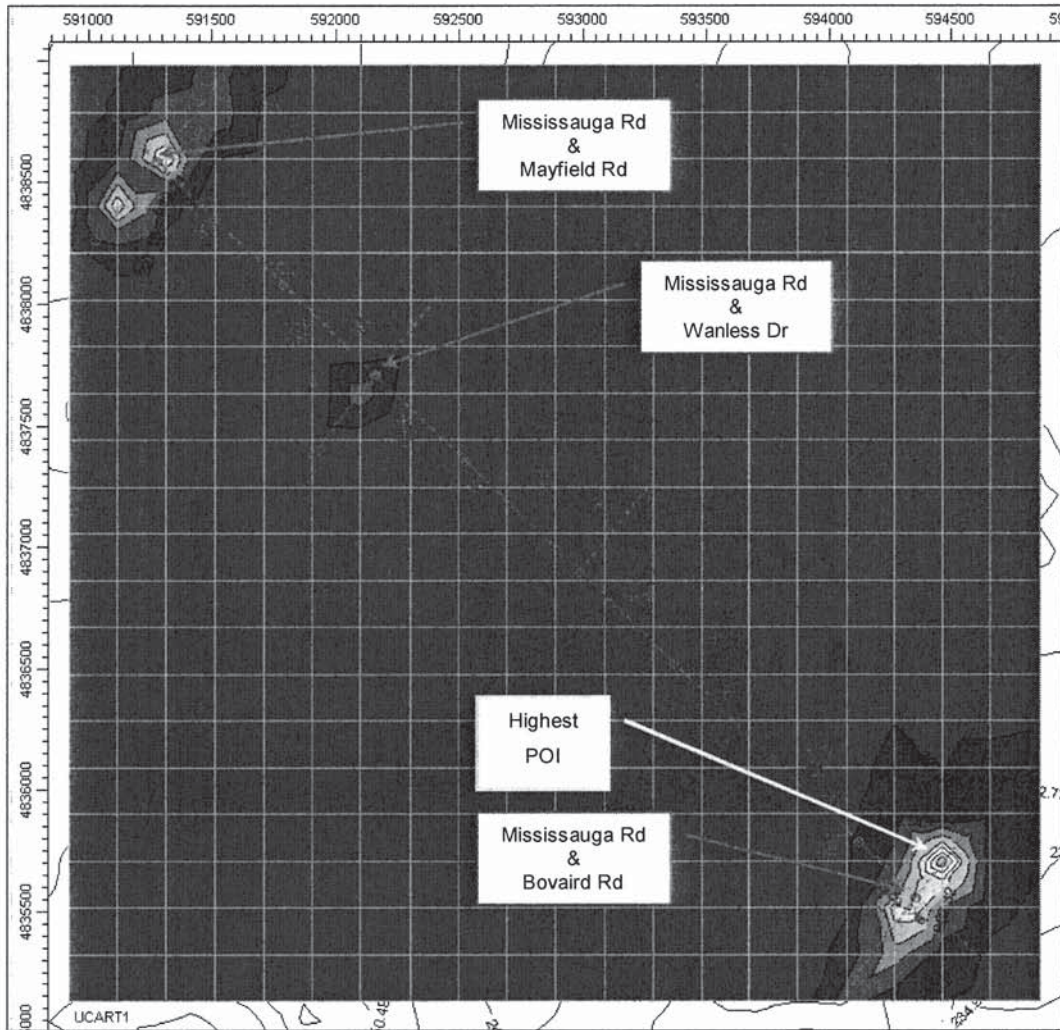 591000 591500 592000 592500 593000 593500 594000 594500
4838500
4838000
4837500
4837000
4836500
4836000
4835500
Mississauga Rd
&
Mayfield Rd
Mississauga Rd
&
Wanless Dr
Highest
POI
Mississauga Rd
&
Bovaird Rd
UCART1